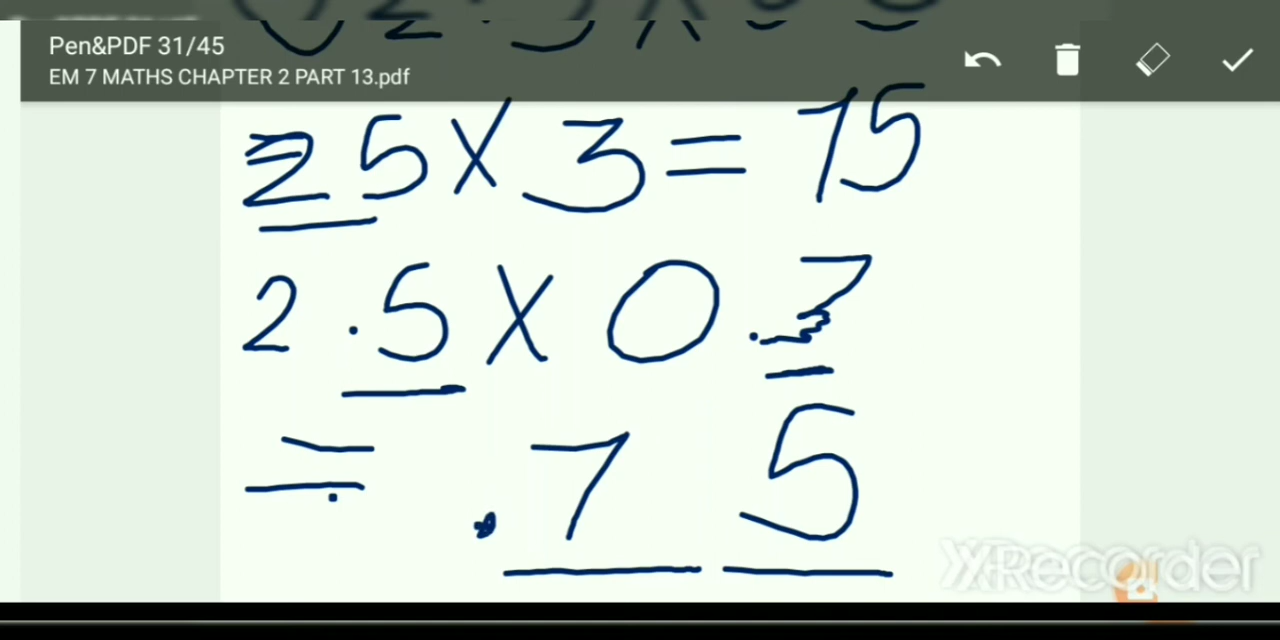 Pen&PDF 31/45
EM 7 MATHS CHAPTER 2 PART 13.pdf
25 × 3 = 75
2.5 × 0.3
= .75
XRecorder